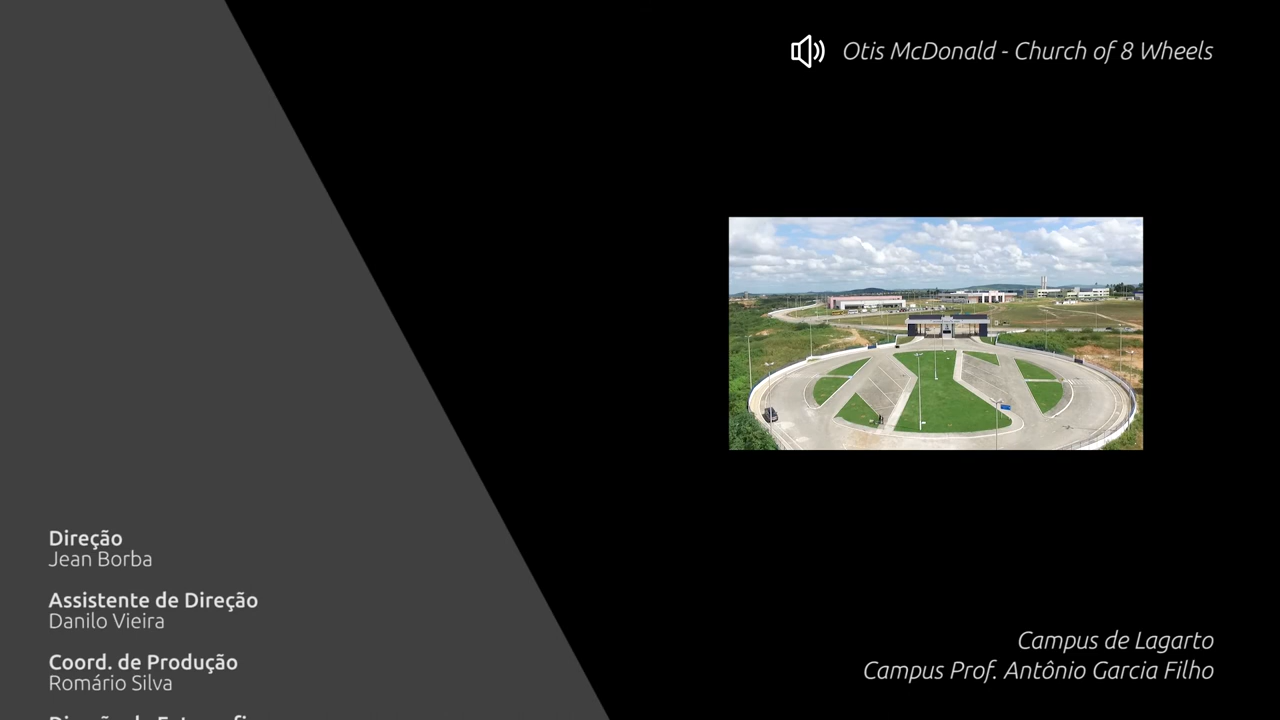 Otis McDonald - Church of 8 Wheels
Direção
Jean Borba
Assistente de Direção
Danilo Vieira
Coord. de Produção
Romário Silva
Campus de Lagarto
Campus Prof. Antônio Garcia Filho